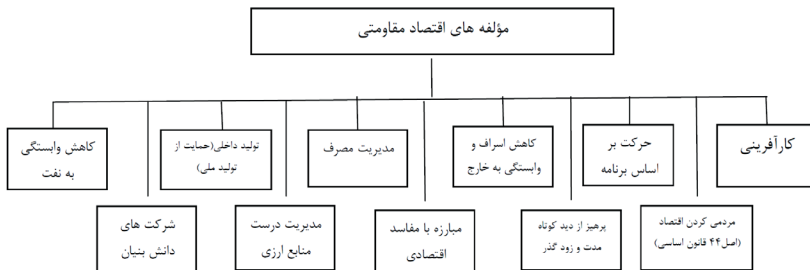 مؤلفه های اقتصاد مقاومتی
کارآفرینی
حرکت بر
اساس برنامه
کاهش اسراف و
وابستگی به خارج
مدیریت مصرف
تولید داخلی(حمایت از
تولید ملی)
کاهش وابستگی
به نفت
مردمی کردن اقتصاد
(اصل۴۴ قانون اساسی)
پرهیز از دید کوتاه
مدت و زود گذر
مبارزه با مفاسد
اقتصادی
مدیریت درست
منابع ارزی
شرکت های
دانش بنیان